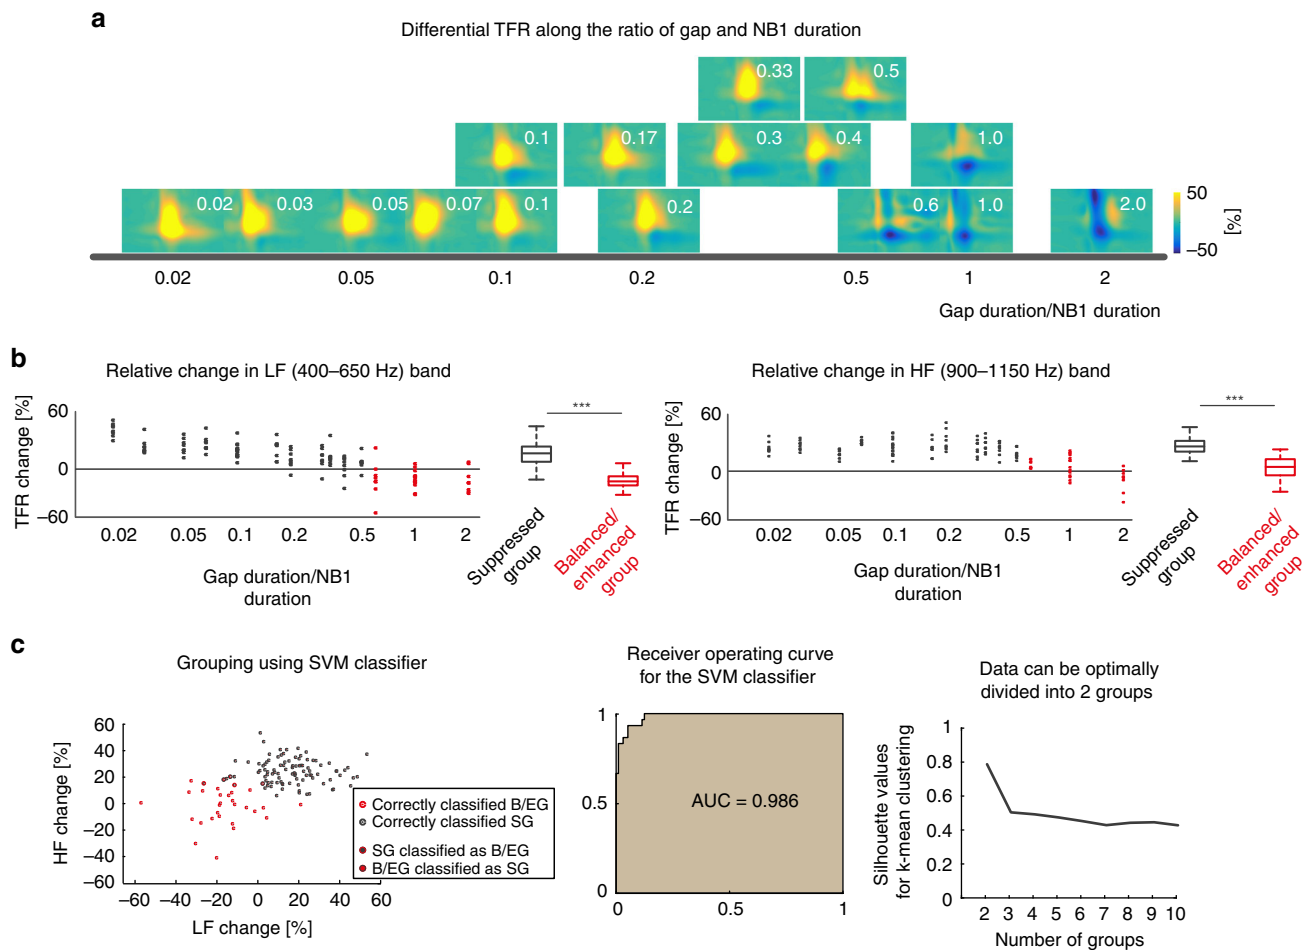 a
Differential TFR along the ratio of gap and NB1 duration
0.33 0.5
0.1 0.17 0.3 0.4 1.0
0.02 0.03 0.05 0.07 0.1 0.2 0.6 1.0 2.0
50
−50
[%]
0.02 0.05 0.1 0.2 0.5 1 2
Gap duration/NB1 duration
b
Relative change in LF (400–650 Hz) band
TFR change [%]
60
0
−60
0.02 0.05 0.1 0.2 0.5 1 2
Gap duration/NB1
duration
***
Suppressed
group
Balanced/
enhanced
group
Relative change in HF (900–1150 Hz) band
TFR change [%]
60
0
−60
0.02 0.05 0.1 0.2 0.5 1 2
Gap duration/NB1
duration
***
Suppressed
group
Balanced/
enhanced
group
c
Grouping using SVM classifier
HF change [%]
60
40
20
0
−20
−40
−60
−60 −40 −20 0 20 40 60
LF change [%]
Correctly classified B/EG
Correctly classified SG
SG classified as B/EG
B/EG classified as SG
Receiver operating curve
for the SVM classifier
1
0.5
0
AUC = 0.986
0 0.5 1
Data can be optimally
divided into 2 groups
Silhouette values
for k-mean clustering
1
0.8
0.6
0.4
0.2
0
2 3 4 5 6 7 8 9 10
Number of groups